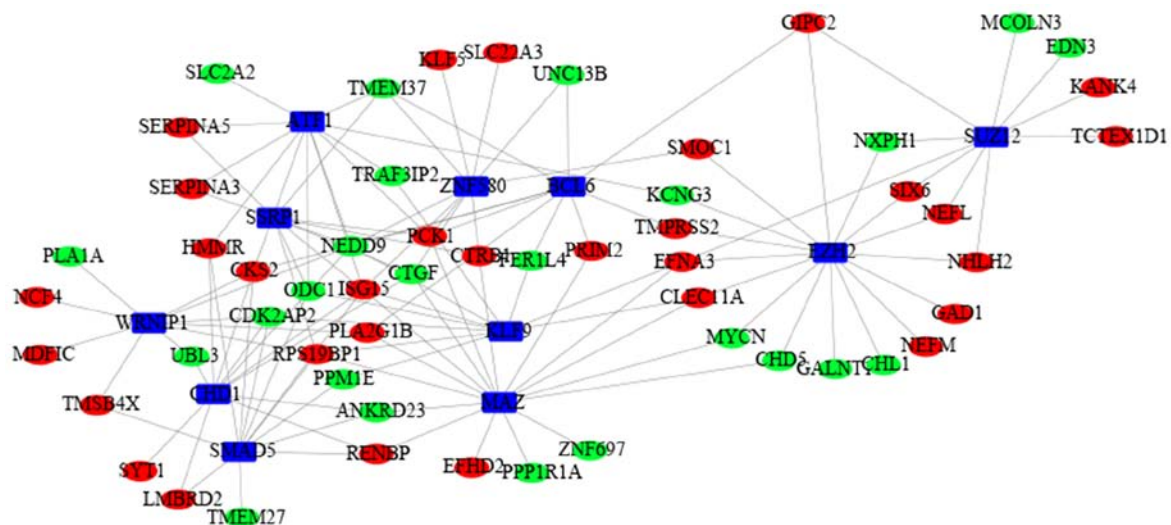 GIPC2
MCOLN3
EDN3
KLF5
SLC22A3
SLC2A2
TMEM37
UNC13B
KANK4
ATF1
SERPINA5
SUZ12
TCTEX1D1
NXPH1
SMOC1
TRAF3IP2
ZNF580
BCL6
SERPINA3
KCNG3
SIX6
NEFL
SSRP1
TMPRSS2
PCK1
HMMR
NEDD9
CTRB1
PRIM2
EZH2
PLA1A
FER1L4
EFNA3
NHLH2
CKS2
CTGF
NCF4
ODC1
ISG15
CLEC11A
GAD1
CDK2AP2
WRNIP1
PLA2G1B
KLF9
MYCN
NEFM
MDFIC
UBL3
RPS19BP1
CHD5
CHL1
PPM1E
CHD1
TMSB4X
MAZ
ANKRD23
SMAD5
RENBP
ZNF697
SYT1
EFHD2
PPP1R1A
LMBRD2
TMEM27